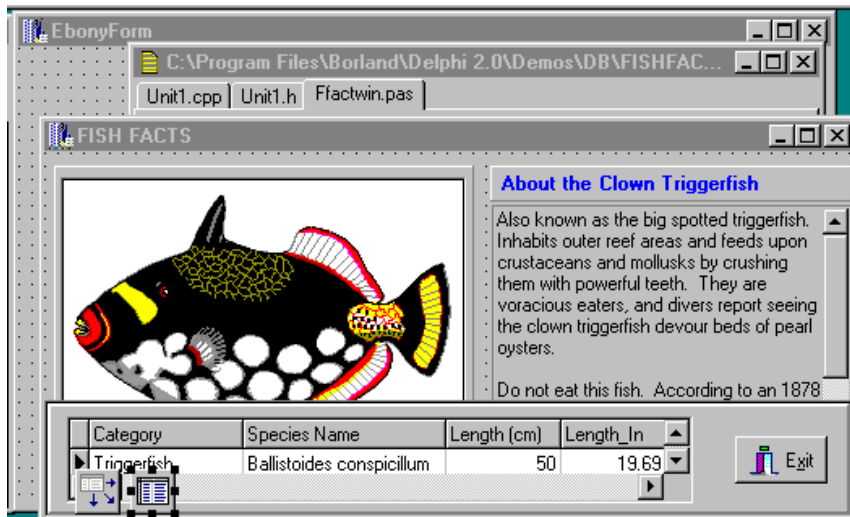 EbonyForm
C:\Program Files\Borland\Delphi 2.0\Demos\DB\FISHFAC...
Unit1.cpp Unit1.h Ffactwin.pas
FISH FACTS
About the Clown Triggerfish
Also known as the big spotted triggerfish.
Inhabits outer reef areas and feeds upon
crustaceans and mollusks by crushing
them with powerful teeth. They are
voracious eaters, and divers report seeing
the clown triggerfish devour beds of pearl
oysters.
Do not eat this fish. According to an 1878
Category Species Name Length (cm) Length_In
Triggerfish Ballistoides conspicillum 50 19.69
Exit